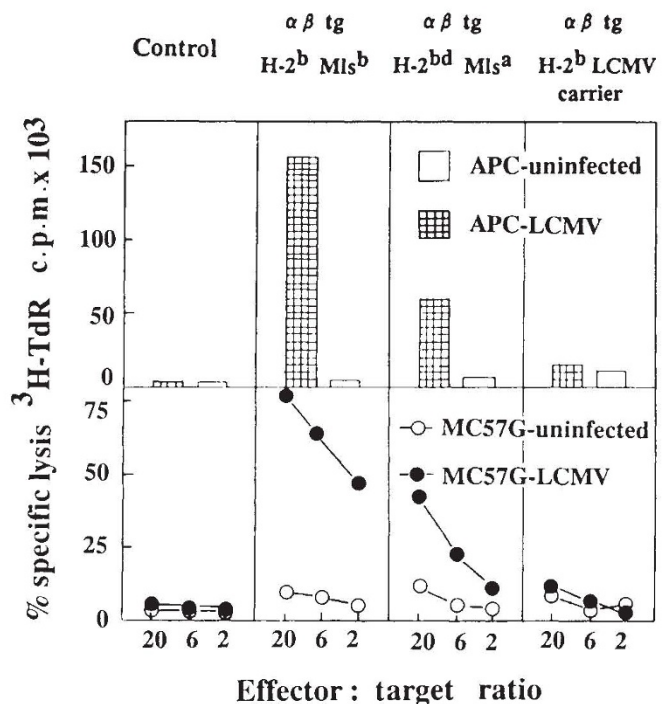 α β tg α β tg α β tg
Control H-2ᵇ Mlsᵇ H-2ᵇᵈ Mlsᵃ H-2ᵇ LCMV
carrier
% specific lysis ³H-TdR c.p.m.x 10³
150
100
50
0
APC-uninfected
APC-LCMV
75
50
25
0
MC57G-uninfected
MC57G-LCMV
20 6 2 20 6 2 20 6 2 20 6 2
Effector : target ratio